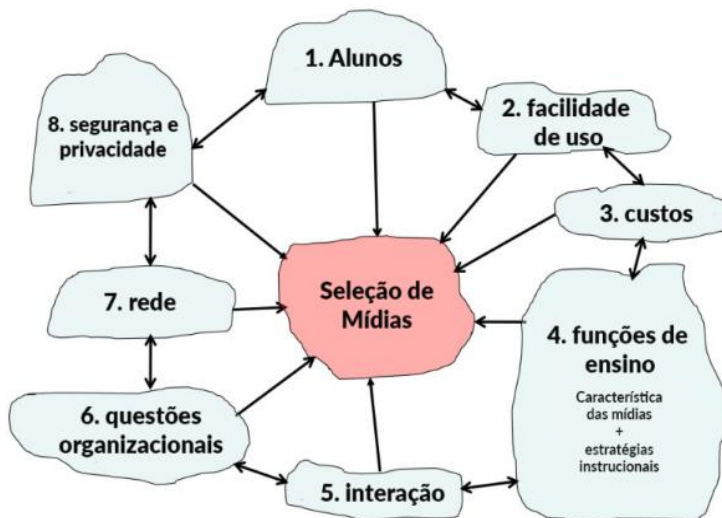 1. Alunos
2. facilidade
de uso
3. custos
4. funções de
ensino
Característica
das mídias
+
estratégias
instrucionais
5. interação
6. questões
organizacionais
7. rede
8. segurança e
privacidade
Seleção de
Mídias